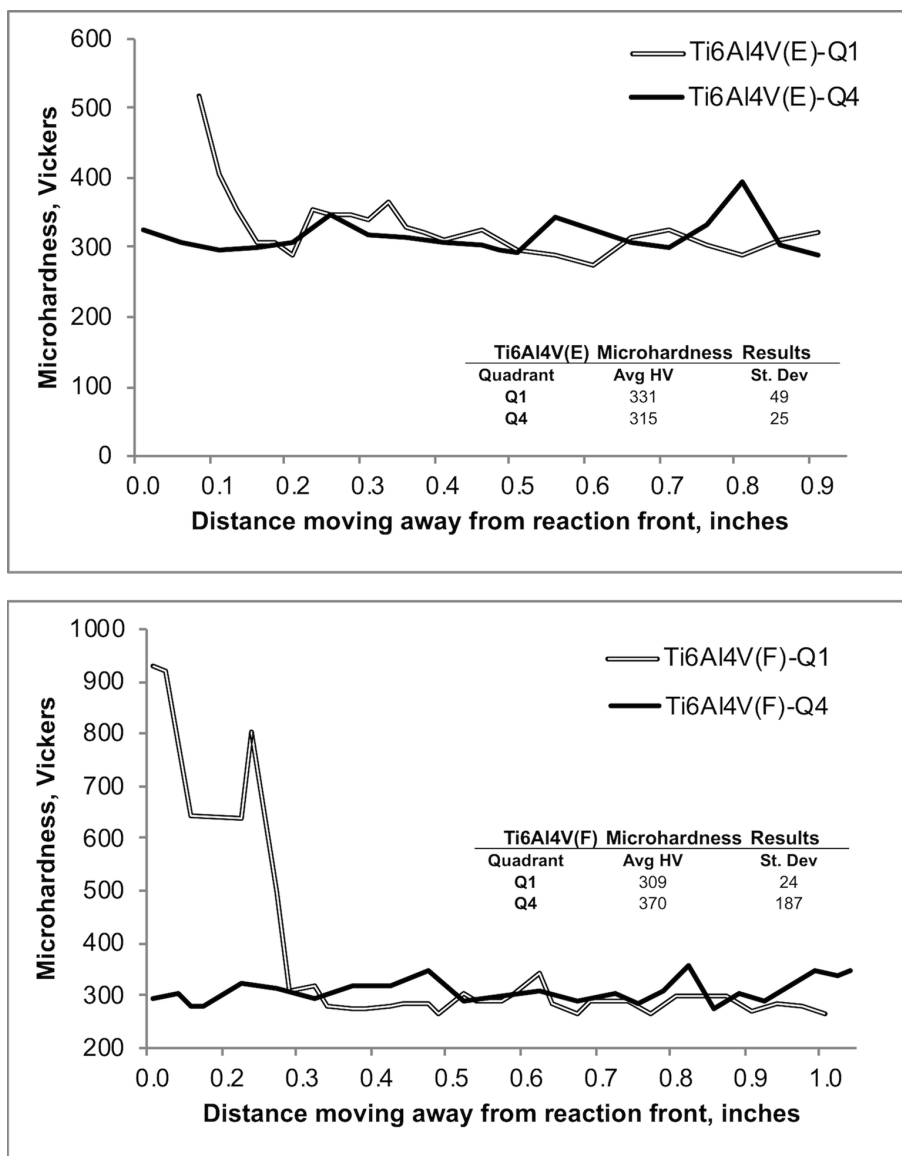 600
500
400
300
200
100
0
Microhardness, Vickers
Ti6Al4V(E)-Q1
Ti6Al4V(E)-Q4
Ti6Al4V(E) Microhardness Results
Quadrant Avg HV St. Dev
Q1 331 49
Q4 315 25
0.0 0.1 0.2 0.3 0.4 0.5 0.6 0.7 0.8 0.9
Distance moving away from reaction front, inches
1000
900
800
700
600
500
400
300
200
Microhardness, Vickers
Ti6Al4V(F)-Q1
Ti6Al4V(F)-Q4
Ti6Al4V(F) Microhardness Results
Quadrant Avg HV St. Dev
Q1 309 24
Q4 370 187
0.0 0.2 0.2 0.3 0.4 0.5 0.6 0.7 0.8 0.9 1.0
Distance moving away from reaction front, inches